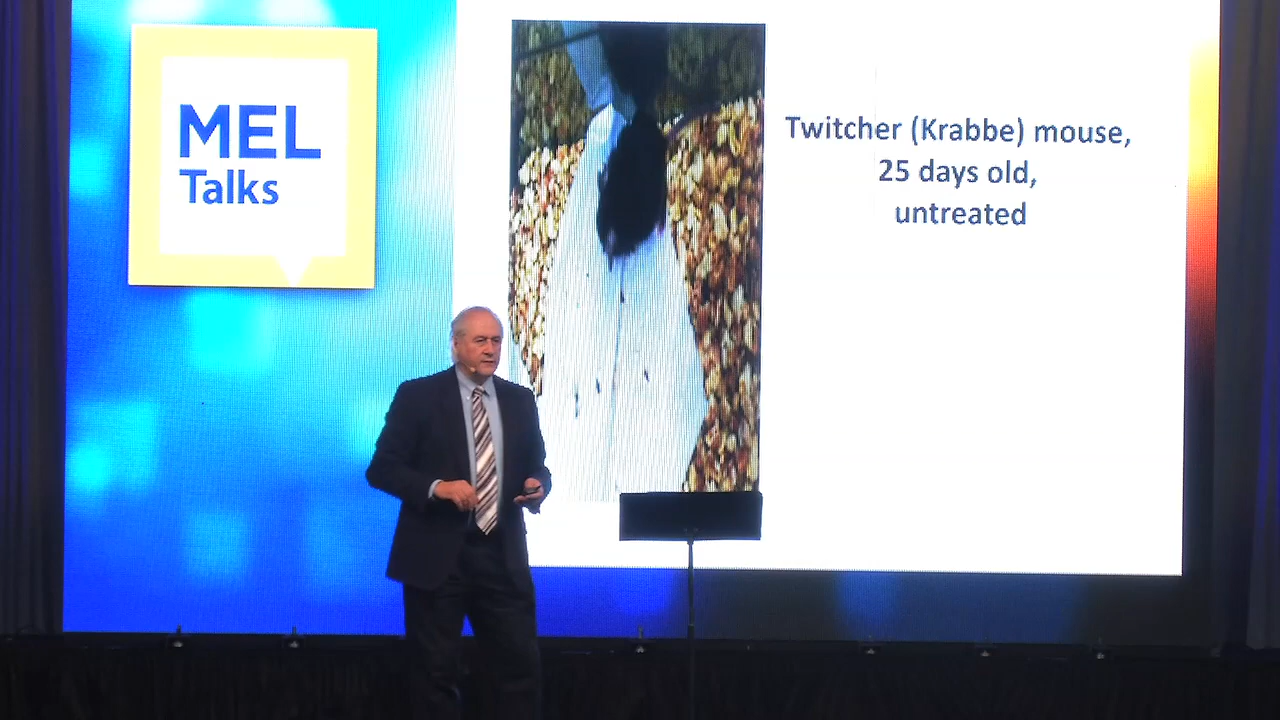 MEL
Talks
Twitcher (Krabbe) mouse,
25 days old,
untreated